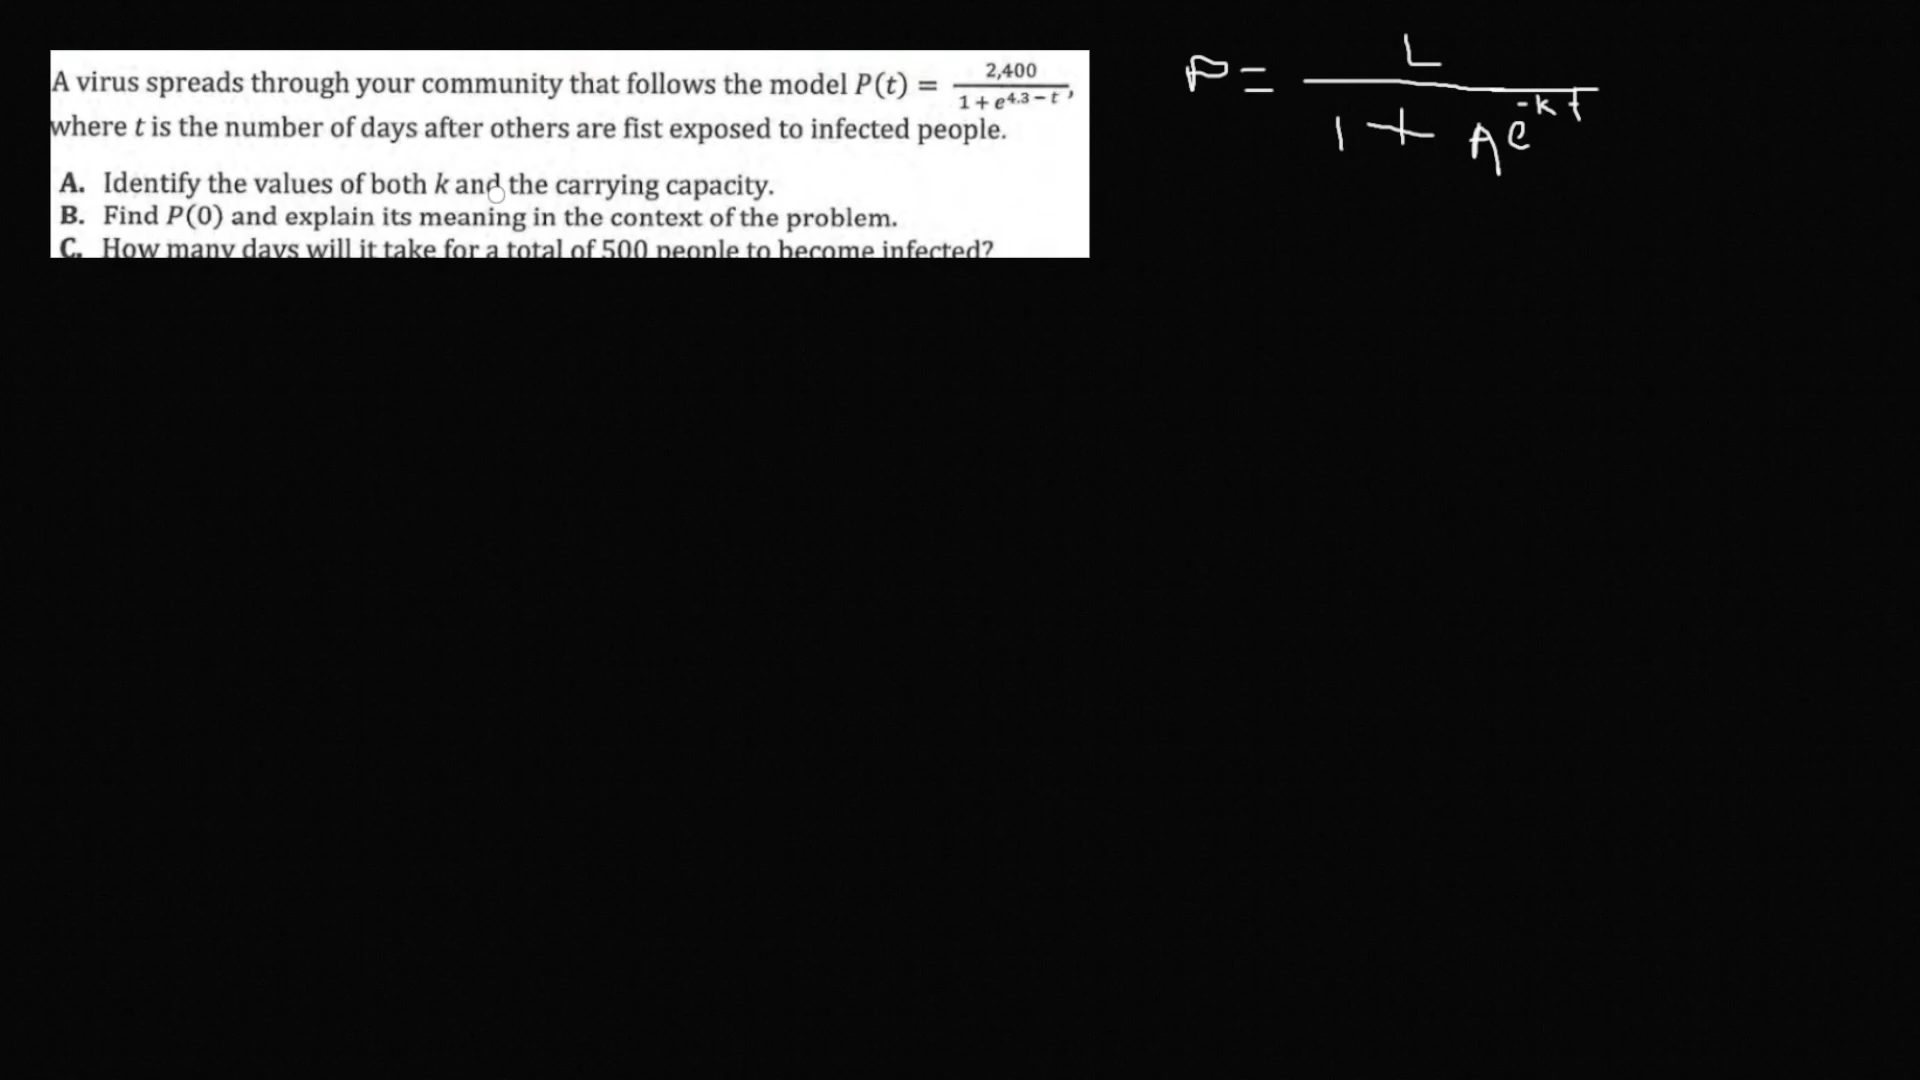 A virus spreads through your community that follows the model P(t) = 2,400 / 1 + e^4.3 − t,
where t is the number of days after others are fist exposed to infected people.
A. Identify the values of both k and the carrying capacity.
B. Find P(0) and explain its meaning in the context of the problem.
C. How many days will it take for a total of 500 people to become infected?
P = L / 1 + Ae^-kt